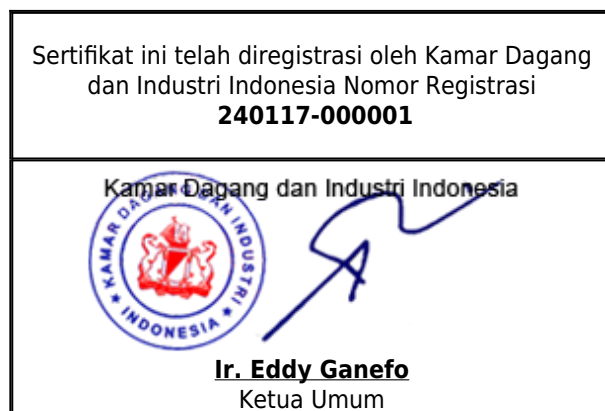 Sertifikat ini telah diregistrasi oleh Kamar Dagang
dan Industri Indonesia Nomor Registrasi
240117-000001
Kamar Dagang dan Industri Indonesia
KAMAR DAGANG DAN INDUSTRI
INDONESIA
Ir. Eddy Ganefo
Ketua Umum